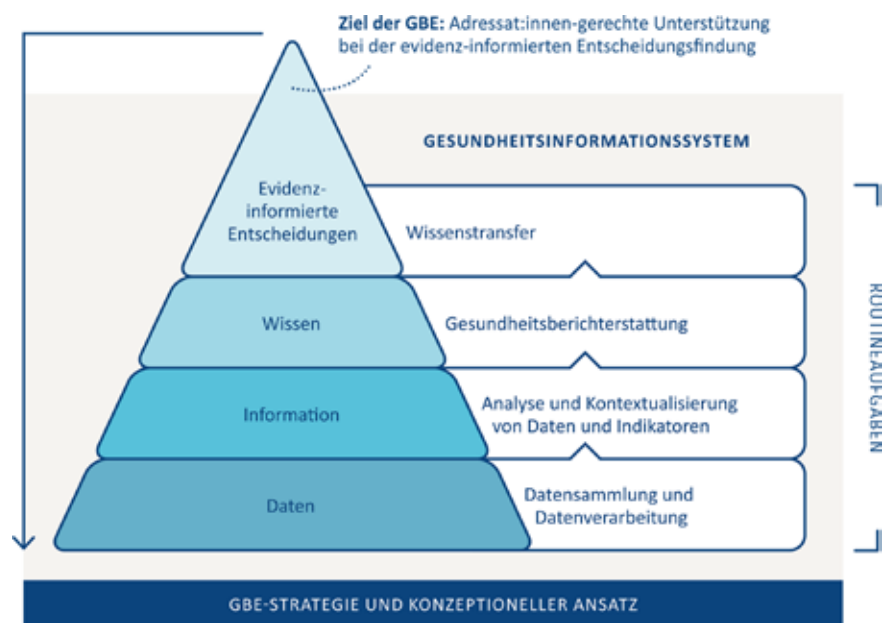 Ziel der GBE: Adressat:innen-gerechte Unterstützung
bei der evidenz-informierten Entscheidungsfindung
GESUNDHEITSINFORMATIONSSYSTEM
Evidenz-
informierte
Entscheidungen
Wissenstransfer
Wissen
Gesundheitsberichterstattung
Information
Analyse und Kontextualisierung
von Daten und Indikatoren
Daten
Datensammlung und
Datenverarbeitung
ROUTINEAUFGABEN
GBE-STRATEGIE UND KONZEPTIONELLER ANSATZ